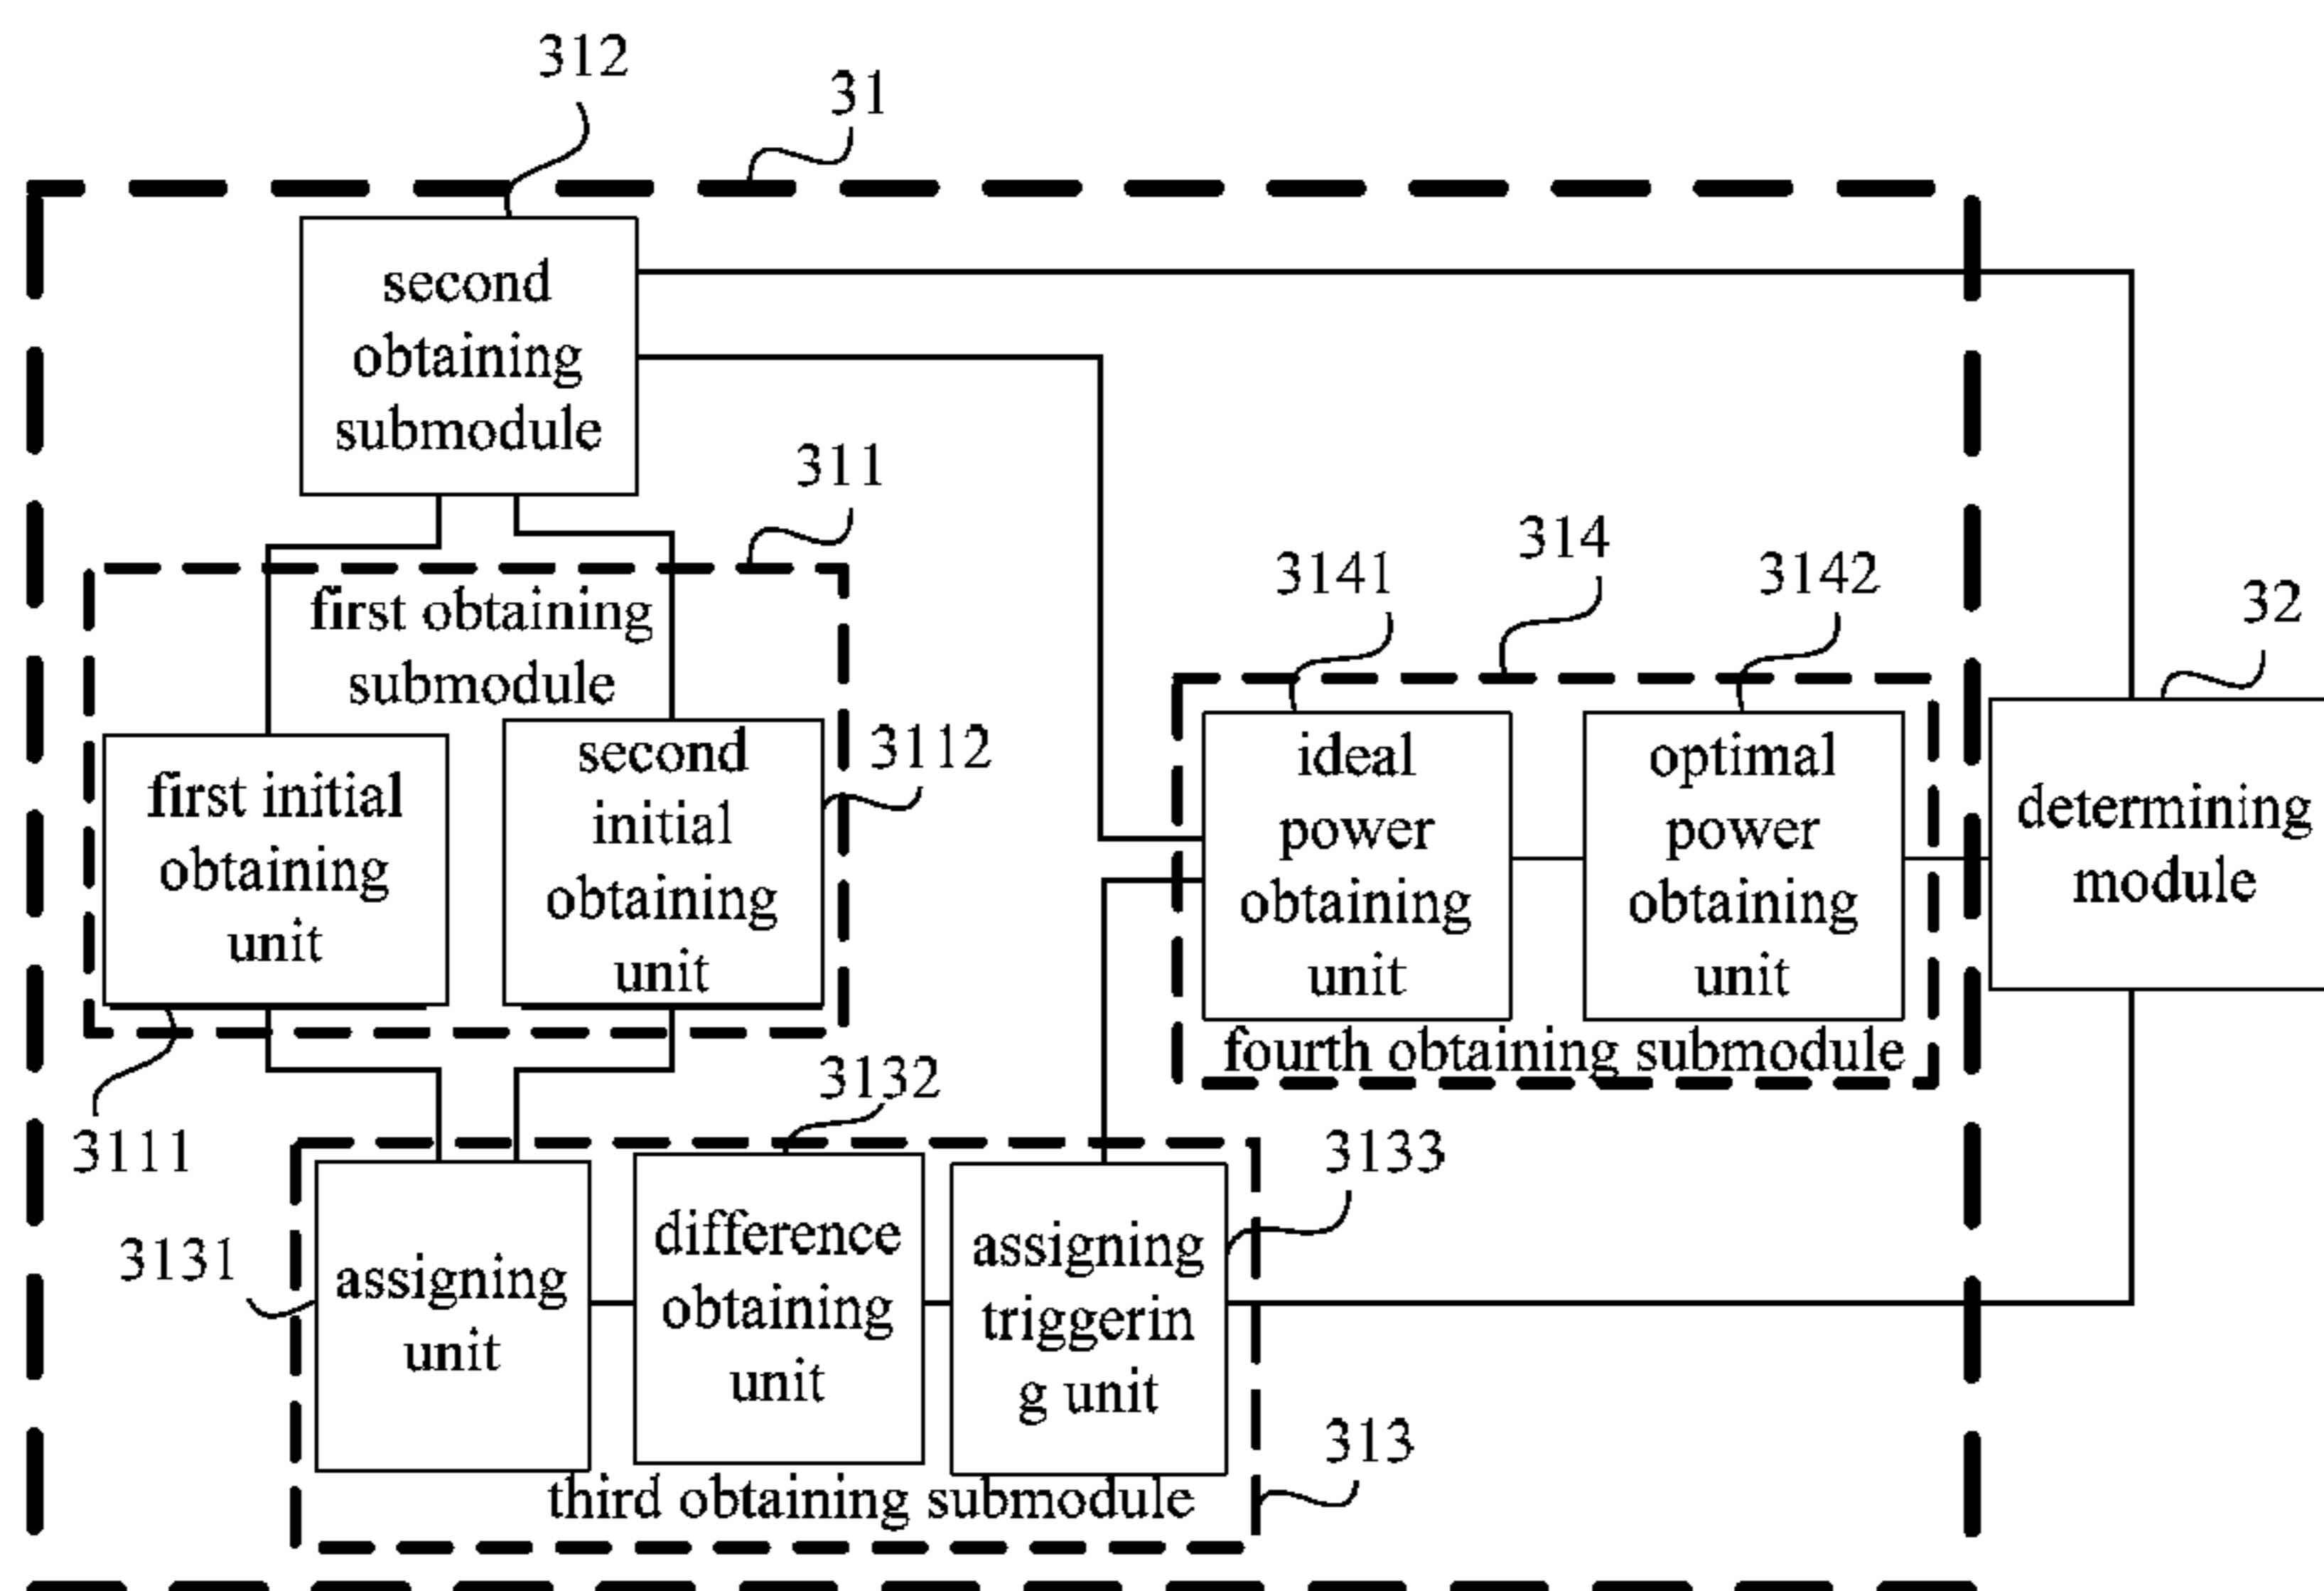 312
31
second
obtaining
submodule
311
first obtaining
submodule
314
3141
3142
32
first initial
obtaining
unit
second
initial
obtaining
unit
3112
ideal
power
obtaining
unit
optimal
power
obtaining
unit
determining
module
fourth obtaining submodule
3111
3132
3133
3131
assigning
unit
difference
obtaining
unit
assigning
triggerin
g unit
313
third obtaining submodule